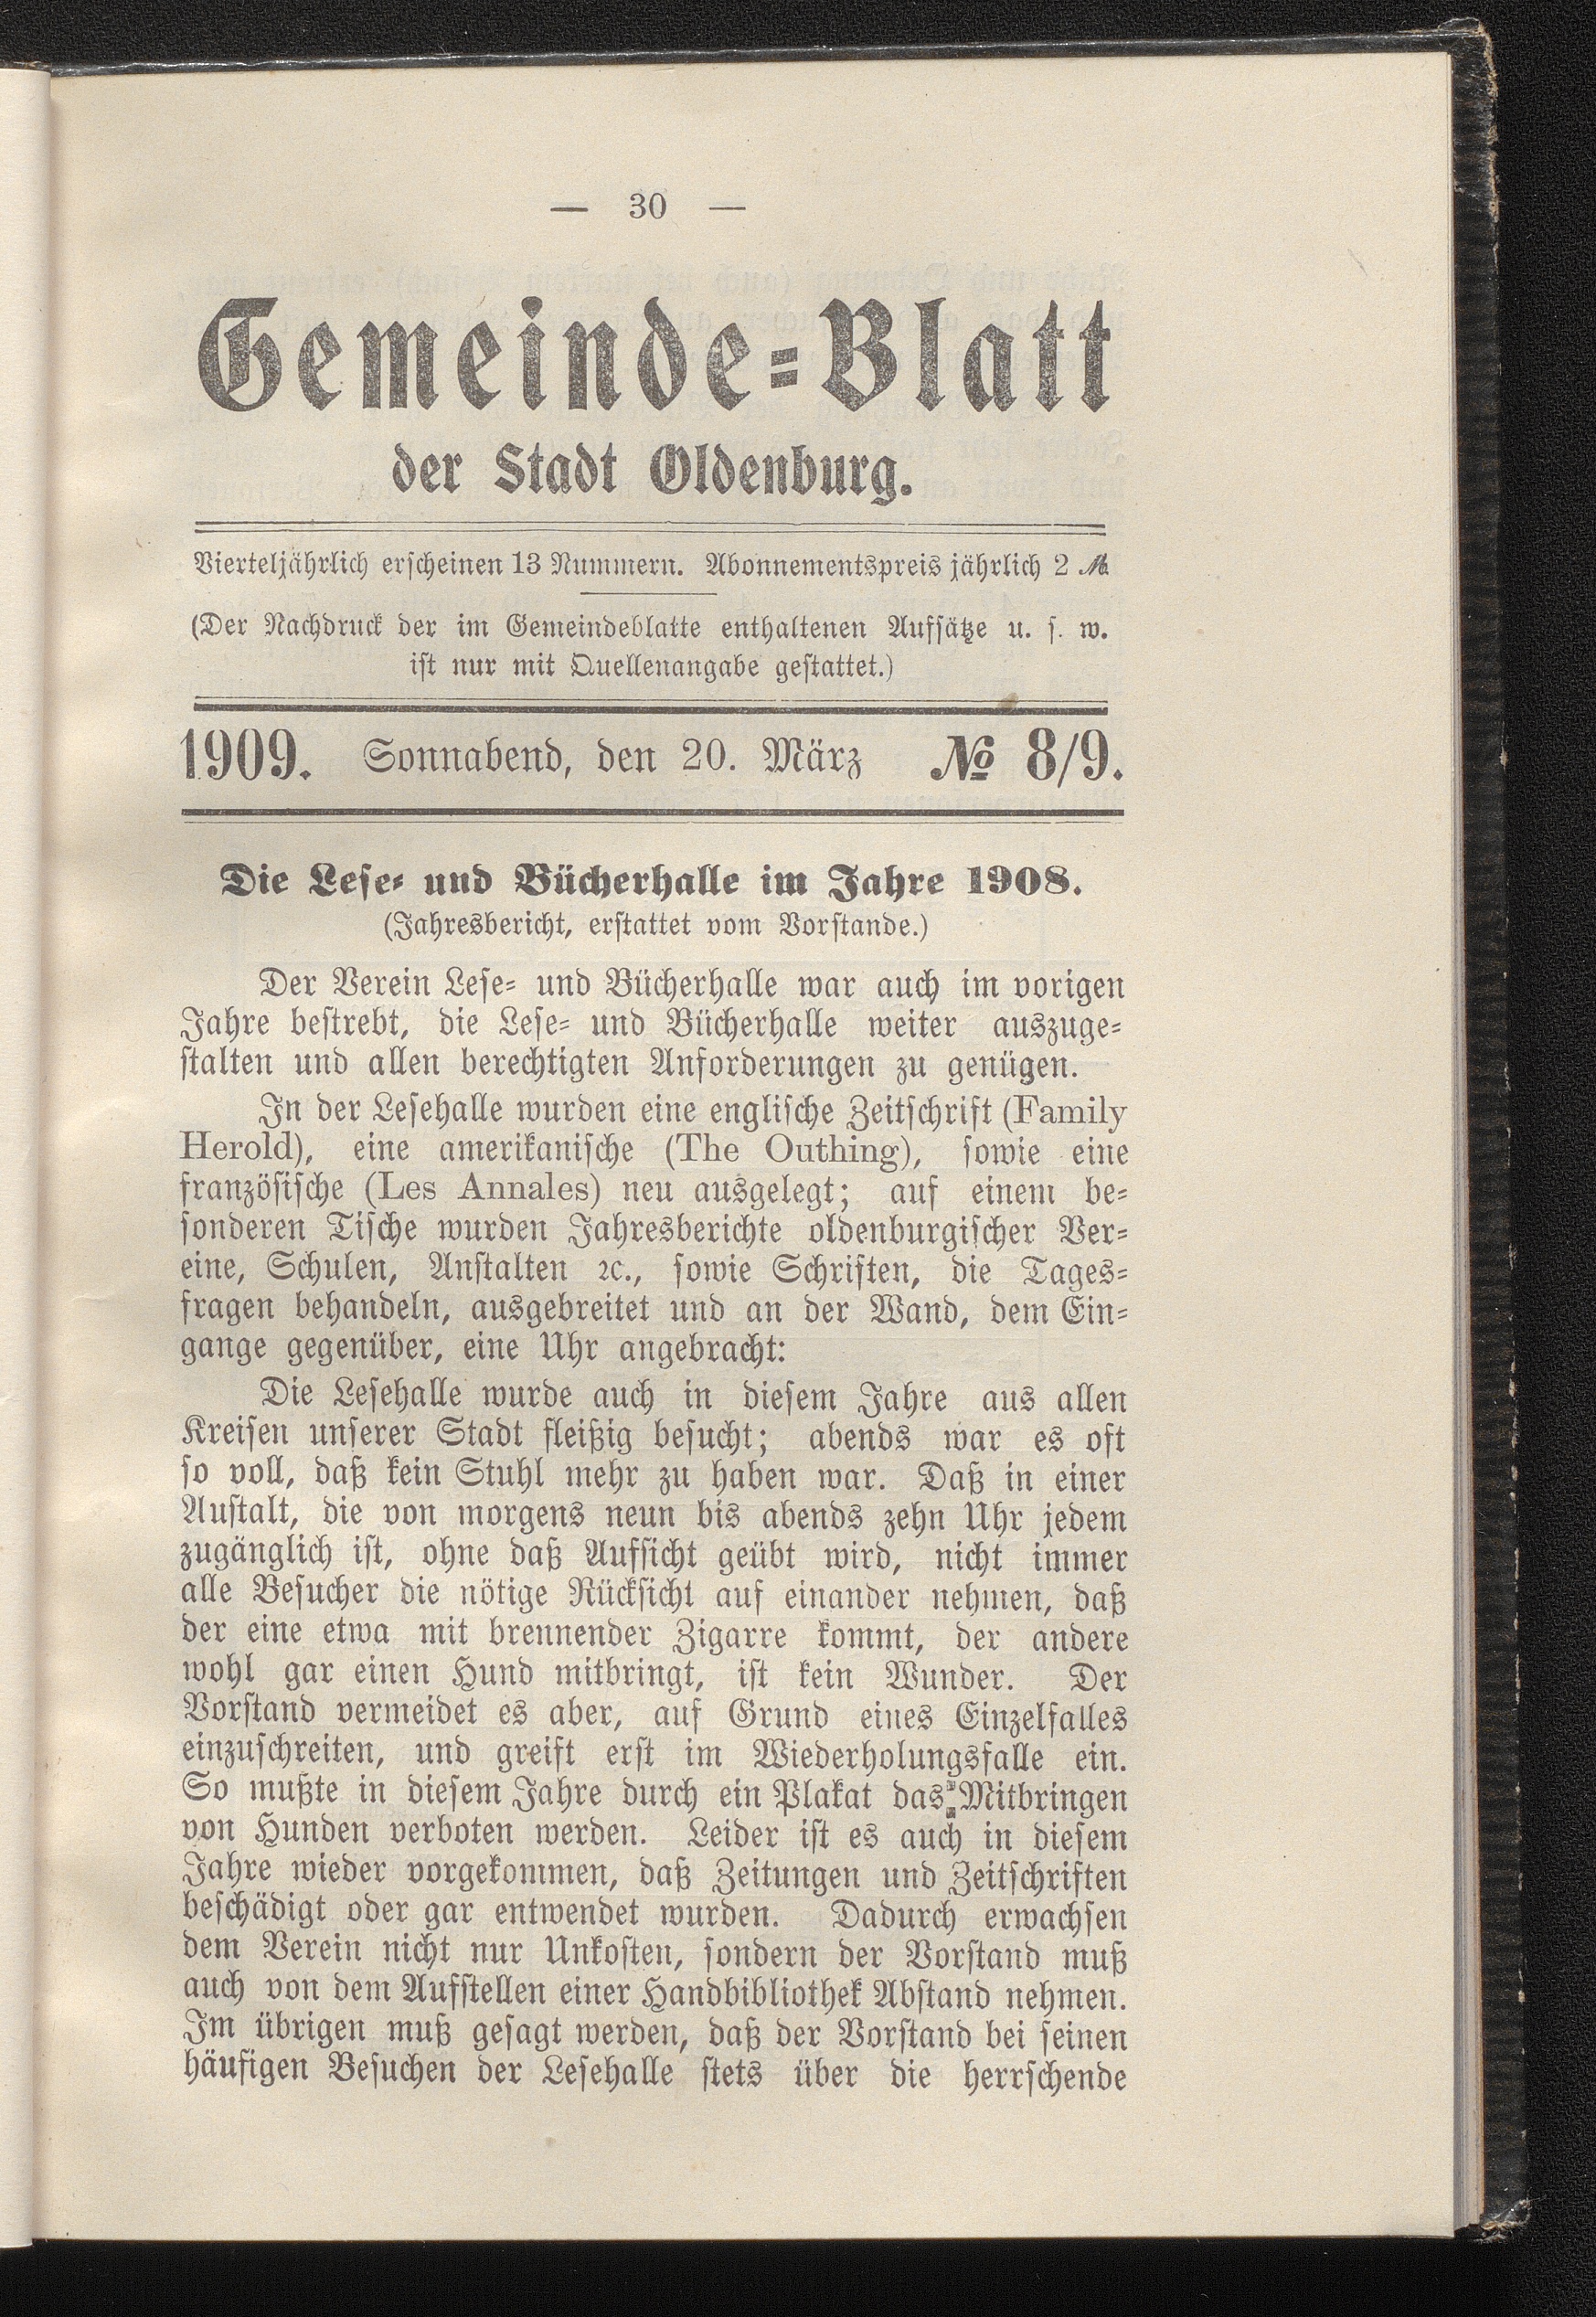 — 30 —
Gemeinde-Blatt
der Stadt Oldenburg.
Vierteljährlich erscheinen 13 Nummern. Abonnementspreis jährlich 2 ℳ
(Der Nachdruck der im Gemeindeblatte enthaltenen Aufsätze u. s. w.
ist nur mit Quellenangabe gestattet.)
1909. Sonnabend, den 20. März № 8/9.
Die Lese- und Bücherhalle im Jahre 1908.
(Jahresbericht, erstattet vom Vorstande.)
Der Verein Lese- und Bücherhalle war auch im vorigen
Jahre bestrebt, die Lese- und Bücherhalle weiter auszuge-
stalten und allen berechtigten Anforderungen zu genügen.
In der Lesehalle wurden eine englische Zeitschrift (Family
Herold), eine amerikanische (The Outhing), sowie eine
französische (Les Annales) neu ausgelegt; auf einem be-
sonderen Tische wurden Jahresberichte oldenburgischer Ver-
eine, Schulen, Anstalten ꝛc., sowie Schriften, die Tages-
fragen behandeln, ausgebreitet und an der Wand, dem Ein-
gange gegenüber, eine Uhr angebracht:
Die Lesehalle wurde auch in diesem Jahre aus allen
Kreisen unserer Stadt fleißig besucht; abends war es oft
so voll, daß kein Stuhl mehr zu haben war. Daß in einer
Austalt, die von morgens neun bis abends zehn Uhr jedem
zugänglich ist, ohne daß Aufsicht geübt wird, nicht immer
alle Besucher die nötige Rücksicht auf einander nehmen, daß
der eine etwa mit brennender Zigarre kommt, der andere
wohl gar einen Hund mitbringt, ist kein Wunder. Der
Vorstand vermeidet es aber, auf Grund eines Einzelfalles
einzuschreiten, und greift erst im Wiederholungsfalle ein.
So mußte in diesem Jahre durch ein Plakat das Mitbringen
von Hunden verboten werden. Leider ist es auch in diesem
Jahre wieder vorgekommen, daß Zeitungen und Zeitschriften
beschädigt oder gar entwendet wurden. Dadurch erwachsen
dem Verein nicht nur Unkosten, sondern der Vorstand muß
auch von dem Aufstellen einer Handbibliothek Abstand nehmen.
Im übrigen muß gesagt werden, daß der Vorstand bei seinen
häufigen Besuchen der Lesehalle stets über die herrschende